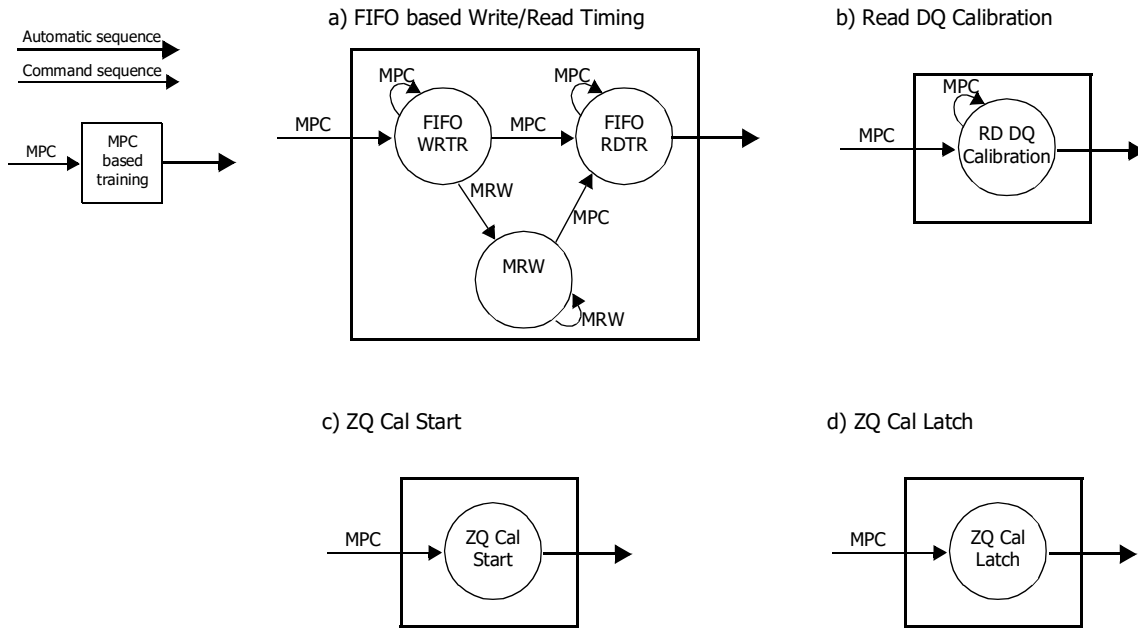 a) FIFO based Write/Read Timing
b) Read DQ Calibration
Automatic sequence
Command sequence
MPC
MPC
based
training
MPC
MPC
FIFO
WRTR
MPC
MPC
FIFO
RDTR
MRW
MPC
MRW
MRW
MPC
MPC
RD DQ
Calibration
c) ZQ Cal Start
d) ZQ Cal Latch
MPC
ZQ Cal
Start
MPC
ZQ Cal
Latch